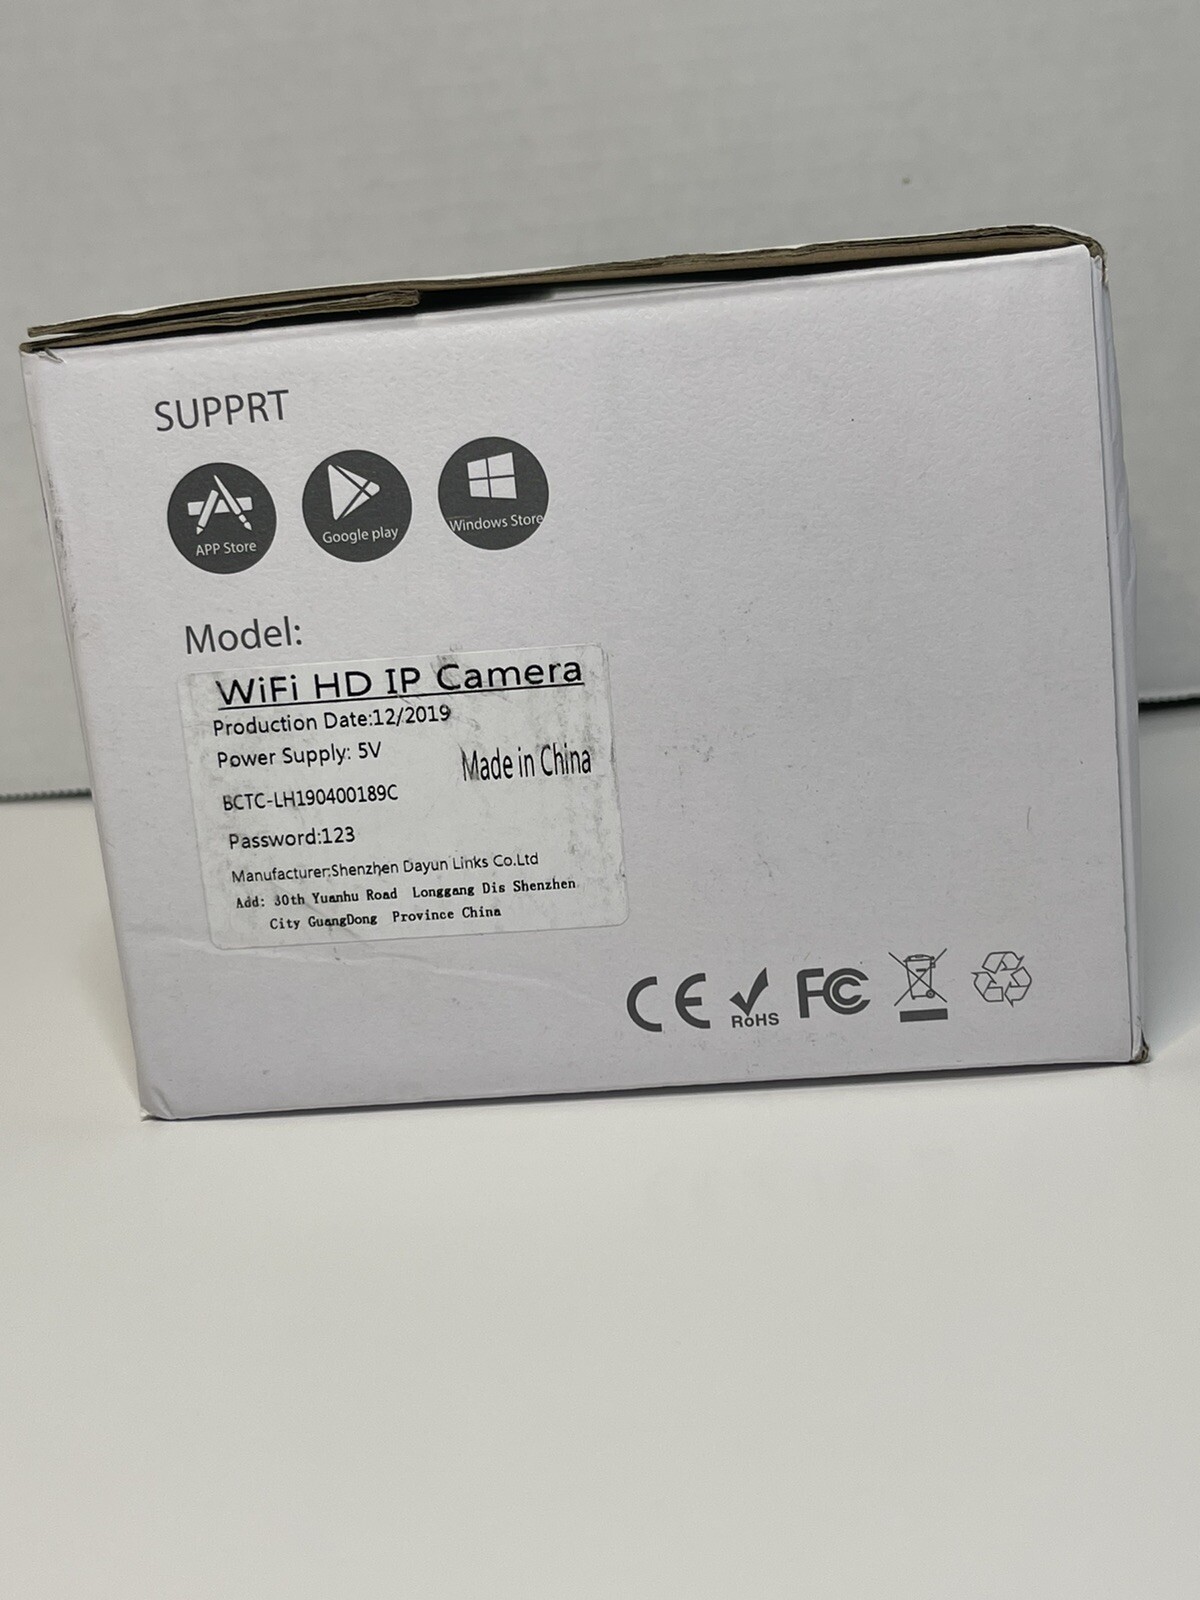 SUPPRT
APP Store
Google play
Windows Store
Model:
WiFi HD IP Camera
Production Date:12/2019
Power Supply: 5V
Made in China
BCTC-LH190400189C
Password:123
Manufacturer:Shenzhen Dayun Links Co.Ltd
Add: 30th Yuanhu Road Longgang Dis Shenzhen
City GuangDong Province China
CE RoHS FC